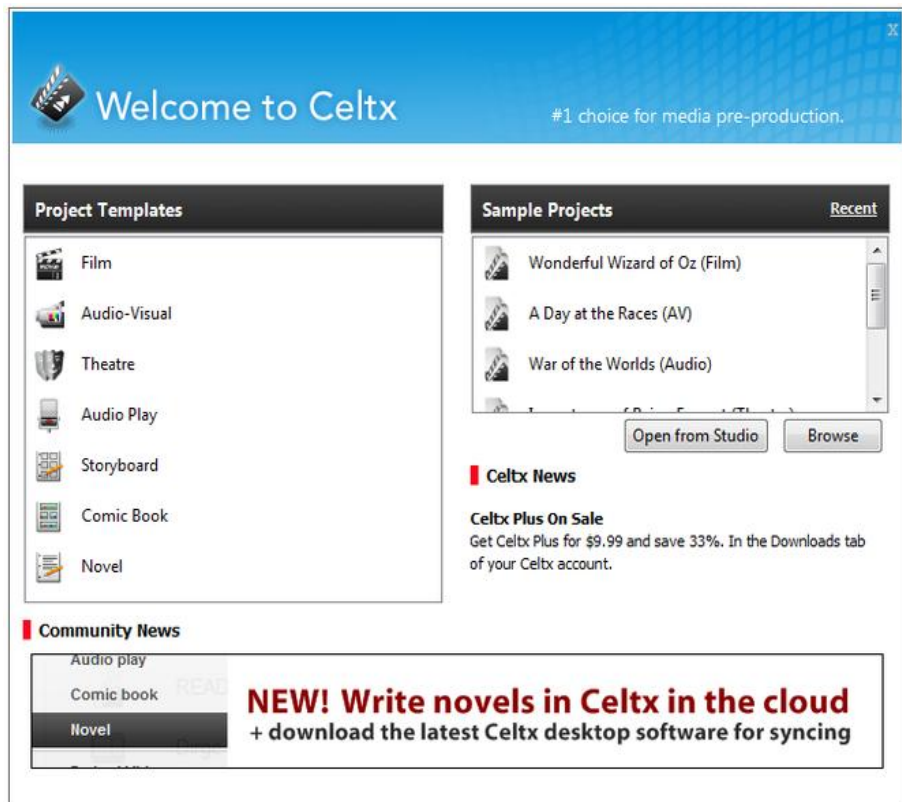 x
Welcome to Celtx
#1 choice for media pre-production.
Project Templates
Film
Audio-Visual
Theatre
Audio Play
Storyboard
Comic Book
Novel
Sample Projects
Recent
Wonderful Wizard of Oz (Film)
A Day at the Races (AV)
War of the Worlds (Audio)
Open from Studio
Browse
Celtx News
Celtx Plus On Sale
Get Celtx Plus for $9.99 and save 33%. In the Downloads tab
of your Celtx account.
Community News
Audio play
Comic book
Novel
READ
NEW! Write novels in Celtx in the cloud
+ download the latest Celtx desktop software for syncing